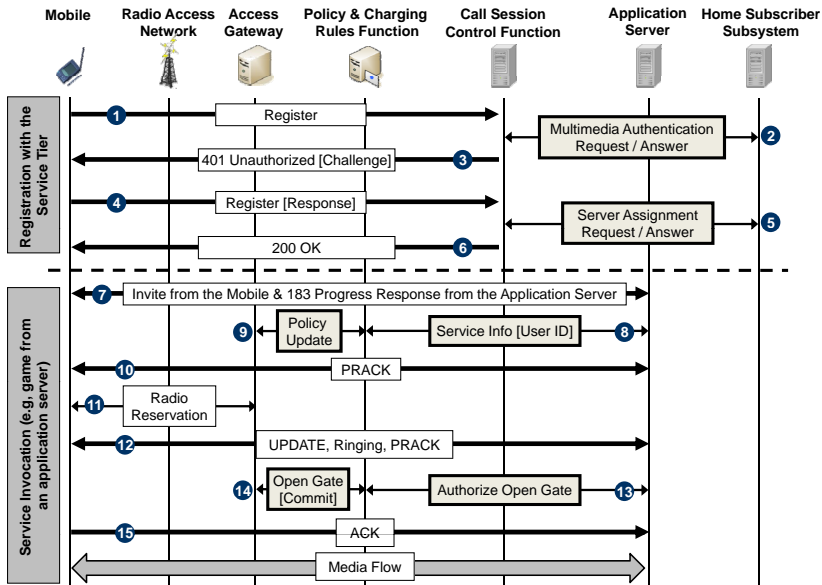 Mobile
Radio Access
Network
Access
Gateway
Policy & Charging
Rules Function
Call Session
Control Function
Application
Server
Home Subscriber
Subsystem
Registration with the
Service Tier
1
Register
Multimedia Authentication
Request / Answer
2
401 Unauthorized [Challenge]
3
4
Register [Response]
Server Assignment
Request / Answer
5
200 OK
6
Service Invocation (e.g, game from
an application server)
7
Invite from the Mobile & 183 Progress Response from the Application Server
9
Policy
Update
Service Info [User ID]
8
10
PRACK
11
Radio
Reservation
12
UPDATE, Ringing, PRACK
14
Open Gate
[Commit]
Authorize Open Gate
13
15
ACK
Media Flow